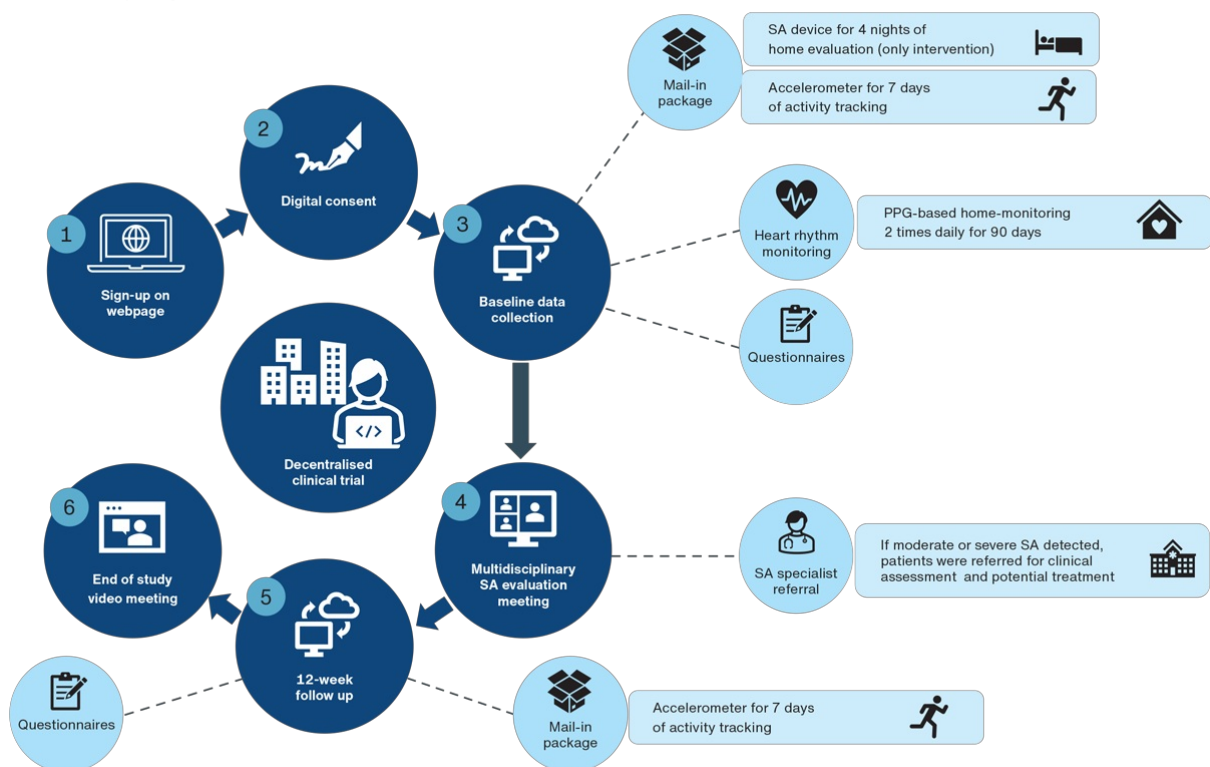 1
Sign-up on
webpage
2
Digital consent
3
Baseline data
collection
Mail-in
package
SA device for 4 nights of
home evaluation (only intervention)
Accelerometer for 7 days
of activity tracking
Heart rhythm
monitoring
PPG-based home-monitoring
2 times daily for 90 days
Questionnaires
</>
Decentralised
clinical trial
4
Multidisciplinary
SA evaluation
meeting
SA specialist
referral
If moderate or severe SA detected,
patients were referred for clinical
assessment and potential treatment
5
12-week
follow up
Questionnaires
Mail-in
package
Accelerometer for 7 days
of activity tracking
6
End of study
video meeting